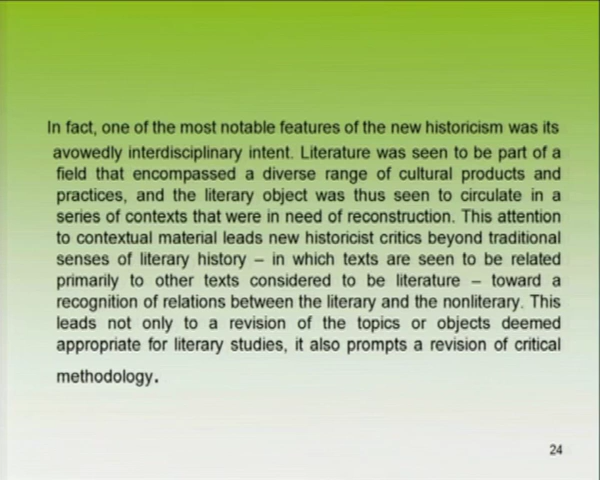 In fact, one of the most notable features of the new historicism was its
avowedly interdisciplinary intent. Literature was seen to be part of a
field that encompassed a diverse range of cultural products and
practices, and the literary object was thus seen to circulate in a
series of contexts that were in need of reconstruction. This attention
to contextual material leads new historicist critics beyond traditional
senses of literary history – in which texts are seen to be related
primarily to other texts considered to be literature – toward a
recognition of relations between the literary and the nonliterary. This
leads not only to a revision of the topics or objects deemed
appropriate for literary studies, it also prompts a revision of critical
methodology.
24